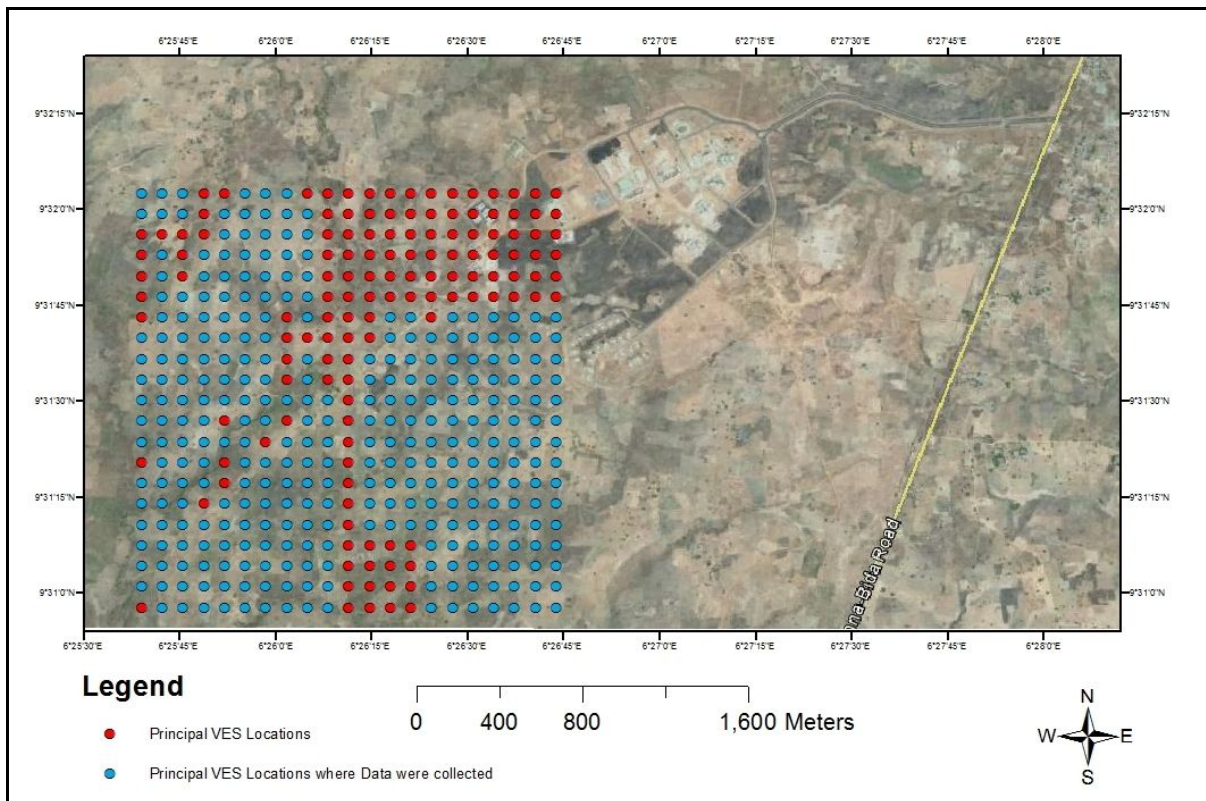 6°25'45"E 6°26'0"E 6°26'15"E 6°26'30"E 6°26'45"E 6°27'0"E 6°27'15"E 6°27'30"E 6°27'45"E 6°28'0"E
9°32'15"N 9°32'15"N
9°32'0"N 9°32'0"N
9°31'45"N 9°31'45"N
9°31'30"N 9°31'30"N
9°31'15"N 9°31'15"N
9°31'0"N 9°31'0"N
nna-Bida Road
6°25'30"E 6°25'45"E 6°26'0"E 6°26'15"E 6°26'30"E 6°26'45"E 6°27'0"E 6°27'15"E 6°27'30"E 6°27'45"E 6°28'0"E
Legend
Principal VES Locations
Principal VES Locations where Data were collected
0 400 800 1,600 Meters
N
W E
S